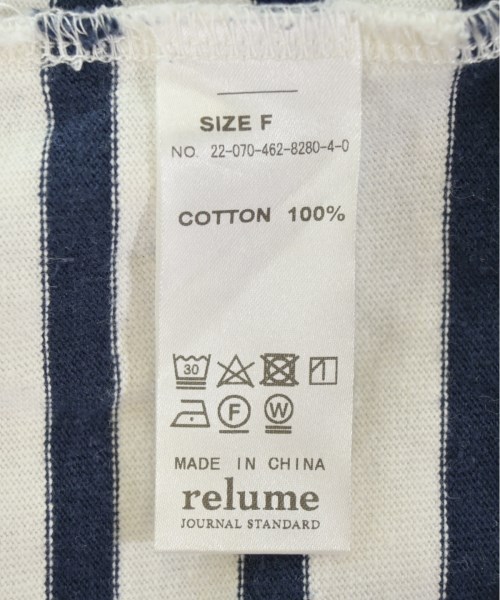 SIZE F
NO. 22-070-462-8280-4-0
COTTON 100%
30
F W
MADE IN CHINA
relume
JOURNAL STANDARD